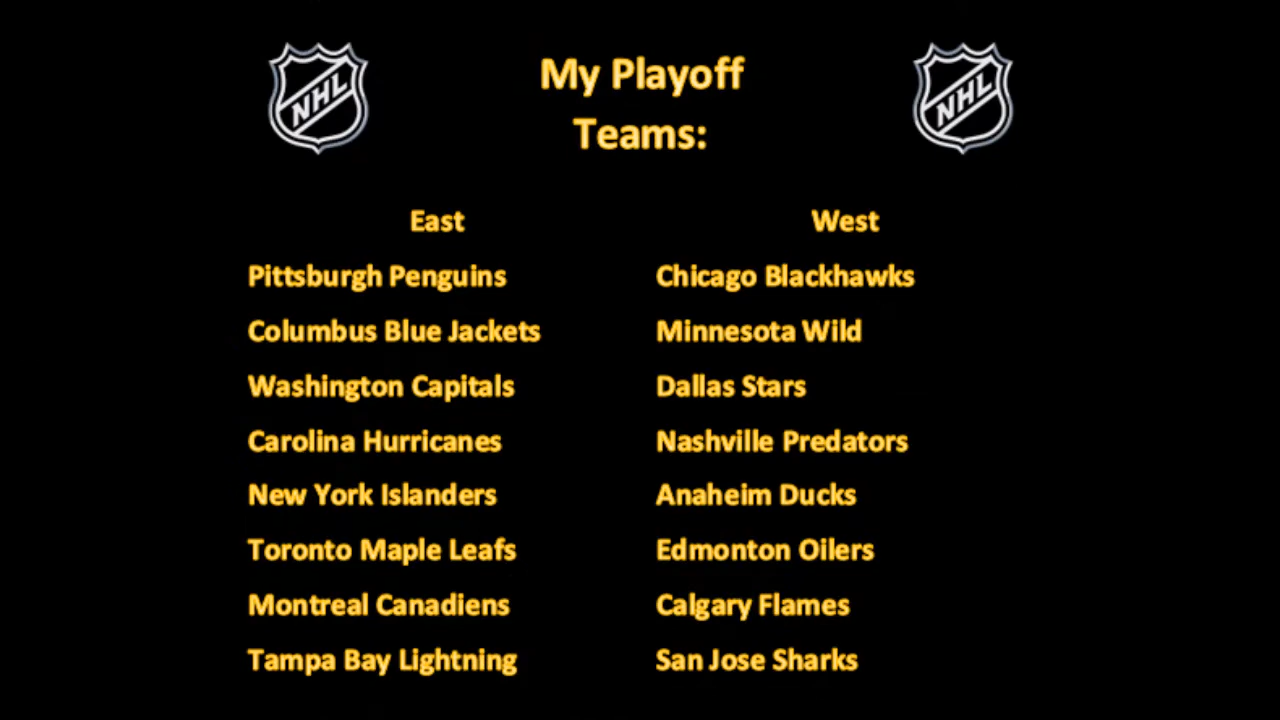 NHL
My Playoff
Teams:
NHL
East
West
Pittsburgh Penguins
Chicago Blackhawks
Columbus Blue Jackets
Minnesota Wild
Washington Capitals
Dallas Stars
Carolina Hurricanes
Nashville Predators
New York Islanders
Anaheim Ducks
Toronto Maple Leafs
Edmonton Oilers
Montreal Canadiens
Calgary Flames
Tampa Bay Lightning
San Jose Sharks